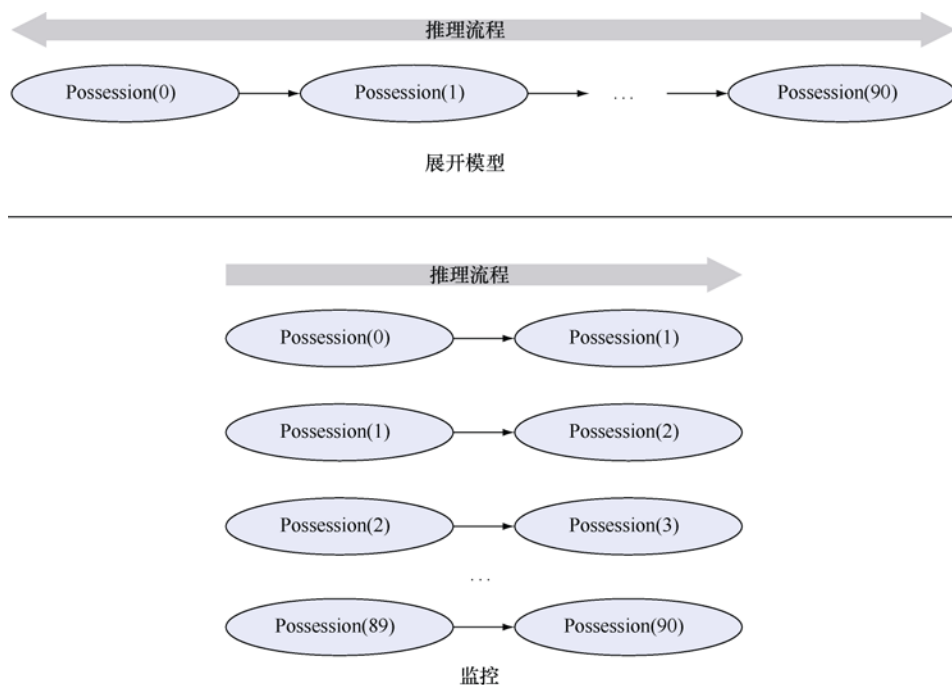 推理流程
Possession(0) Possession(1) ... Possession(90)
展开模型
推理流程
Possession(0) Possession(1)
Possession(1) Possession(2)
Possession(2) Possession(3)
...
Possession(89) Possession(90)
监控